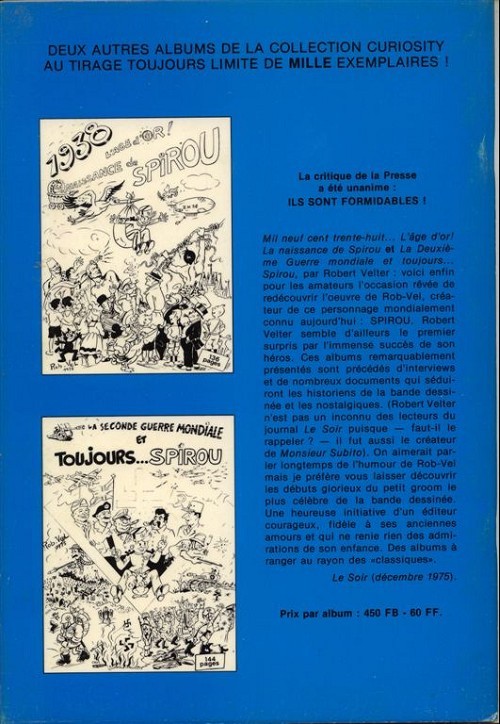 DEUX AUTRES ALBUMS DE LA COLLECTION CURIOSITY
AU TIRAGE TOUJOURS LIMITE DE MILLE EXEMPLAIRES !
1938
L'AGE d'OR!
NAISSANCE de
SPIROU
136
pages
Rob-Vel
La critique de la Presse
a été unanime :
ILS SONT FORMIDABLES !
Mil neuf cent trente-huit... L'âge d'or!
La naissance de Spirou et La Deuxiè-
me Guerre mondiale et toujours...
Spirou, par Robert Velter : voici enfin
pour les amateurs l'occasion rêvée de
redécouvrir l'oeuvre de Rob-Vel, créa-
teur de ce personnage mondialement
connu aujourd'hui : SPIROU. Robert
Velter semble d'ailleurs le premier
surpris par l'immense succès de son
héros. Ces albums remarquablement
présentés sont précédés d'interviews
et de nombreux documents qui sédui-
ront les historiens de la bande dessi-
née et les nostalgiques. (Robert Velter
n'est pas un inconnu des lecteurs du
journal Le Soir puisque — faut-il le
rappeler ? — il fut aussi le créateur
de Monsieur Subito). On aimerait par-
ler longtemps de l'humour de Rob-Vel
mais je préfère vous laisser découvrir
les débuts glorieux du petit groom le
plus célèbre de la bande dessinée.
Une heureuse initiative d'un éditeur
courageux, fidèle à ses anciennes
amours et qui ne renie rien des admi-
rations de son enfance. Des albums à
ranger au rayon des «classiques».
Le Soir (décembre 1975).
Prix par album : 450 FB - 60 FF.
LA SECONDE GUERRE MONDIALE
et
TOUJOURS...SPIROU
Rob-Vel
144
pages